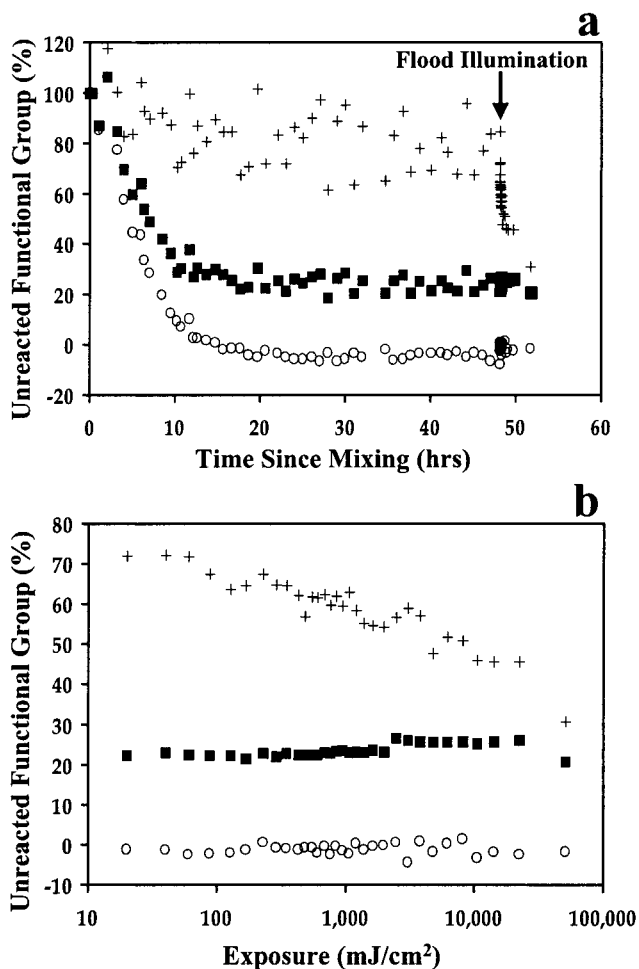 a
Unreacted Functional Group (%)
120
100
80
60
40
20
0
-20
Flood Illumination
0 10 20 30 40 50 60
Time Since Mixing (hrs)
b
Unreacted Functional Group (%)
80
70
60
50
40
30
20
10
0
-10
10 100 1,000 10,000 100,000
Exposure (mJ/cm²)